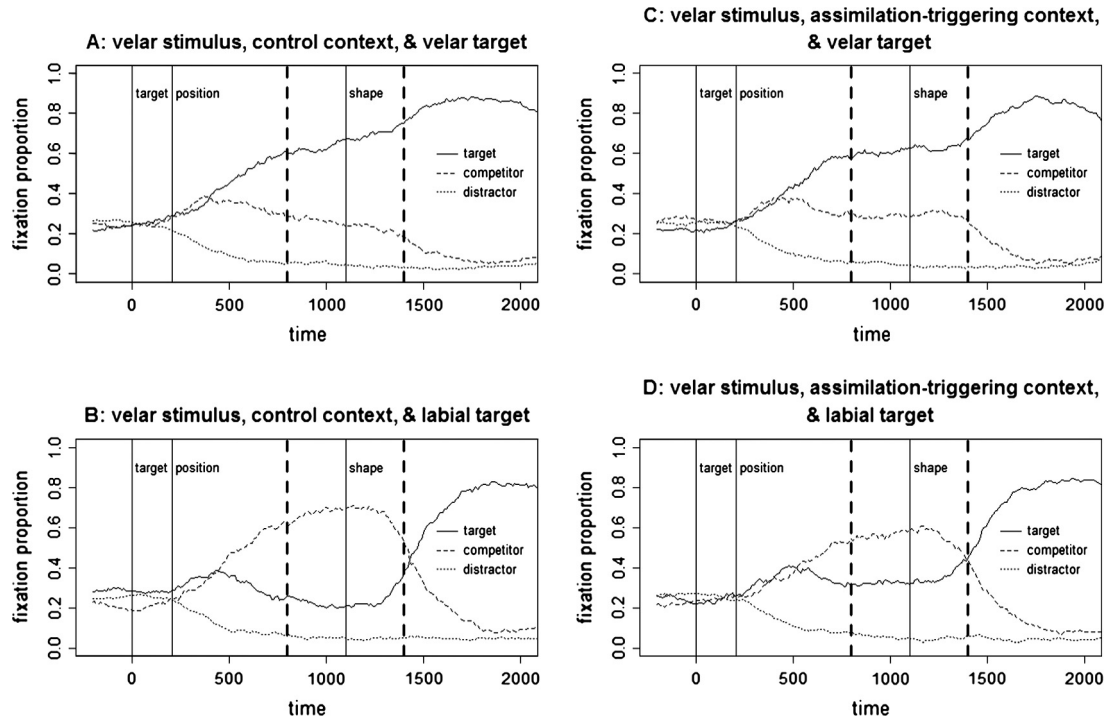 A: velar stimulus, control context, & velar target
fixation proportion
1.0
0.8
0.6
0.4
0.2
0.0
target position shape
target
competitor
distractor
0 500 1000 1500 2000
time
C: velar stimulus, assimilation-triggering context,
& velar target
fixation proportion
1.0
0.8
0.6
0.4
0.2
0.0
target position shape
target
competitor
distractor
0 500 1000 1500 2000
time
B: velar stimulus, control context, & labial target
fixation proportion
1.0
0.8
0.6
0.4
0.2
0.0
target position shape
target
competitor
distractor
0 500 1000 1500 2000
time
D: velar stimulus, assimilation-triggering context,
& labial target
fixation proportion
1.0
0.8
0.6
0.4
0.2
0.0
target position shape
target
competitor
distractor
0 500 1000 1500 2000
time